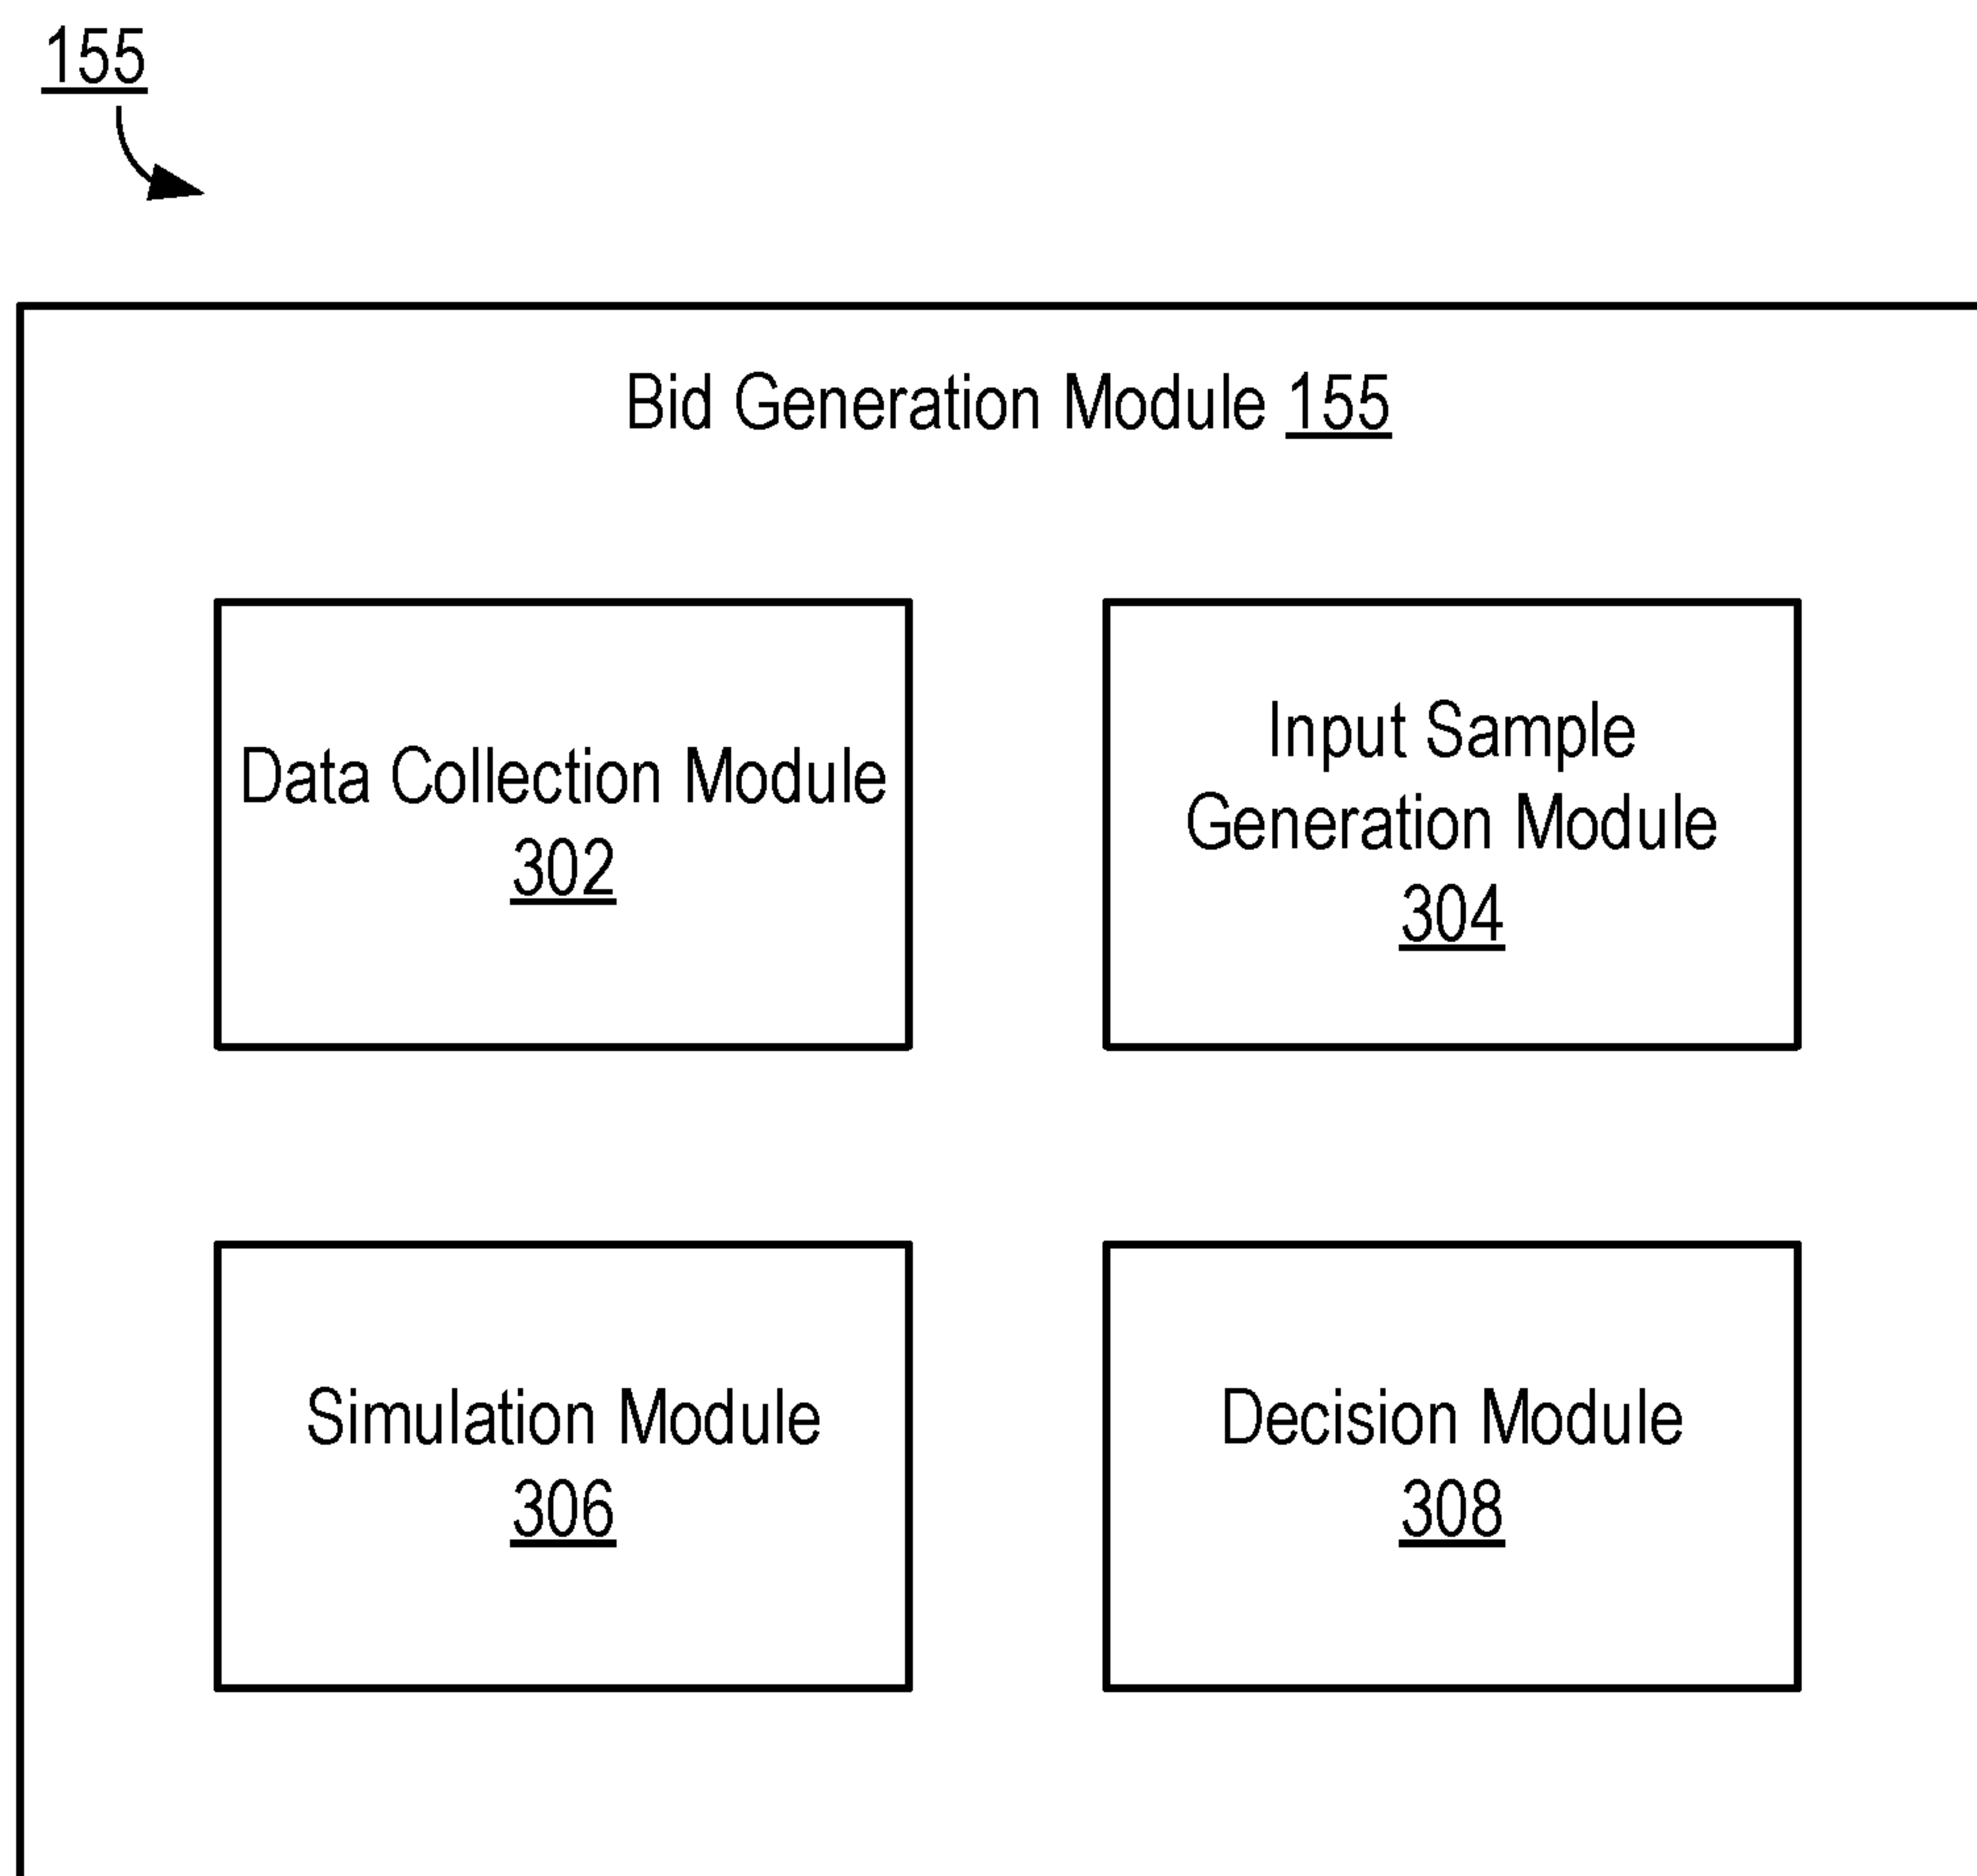 155
Bid Generation Module 155
Data Collection Module
302
Input Sample
Generation Module
304
Simulation Module
306
Decision Module
308